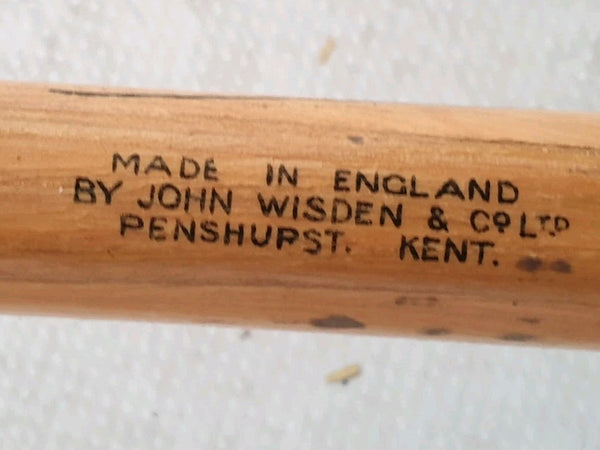 MADE IN ENGLAND
BY JOHN WISDEN & CO LTD
PENSHURST. KENT.